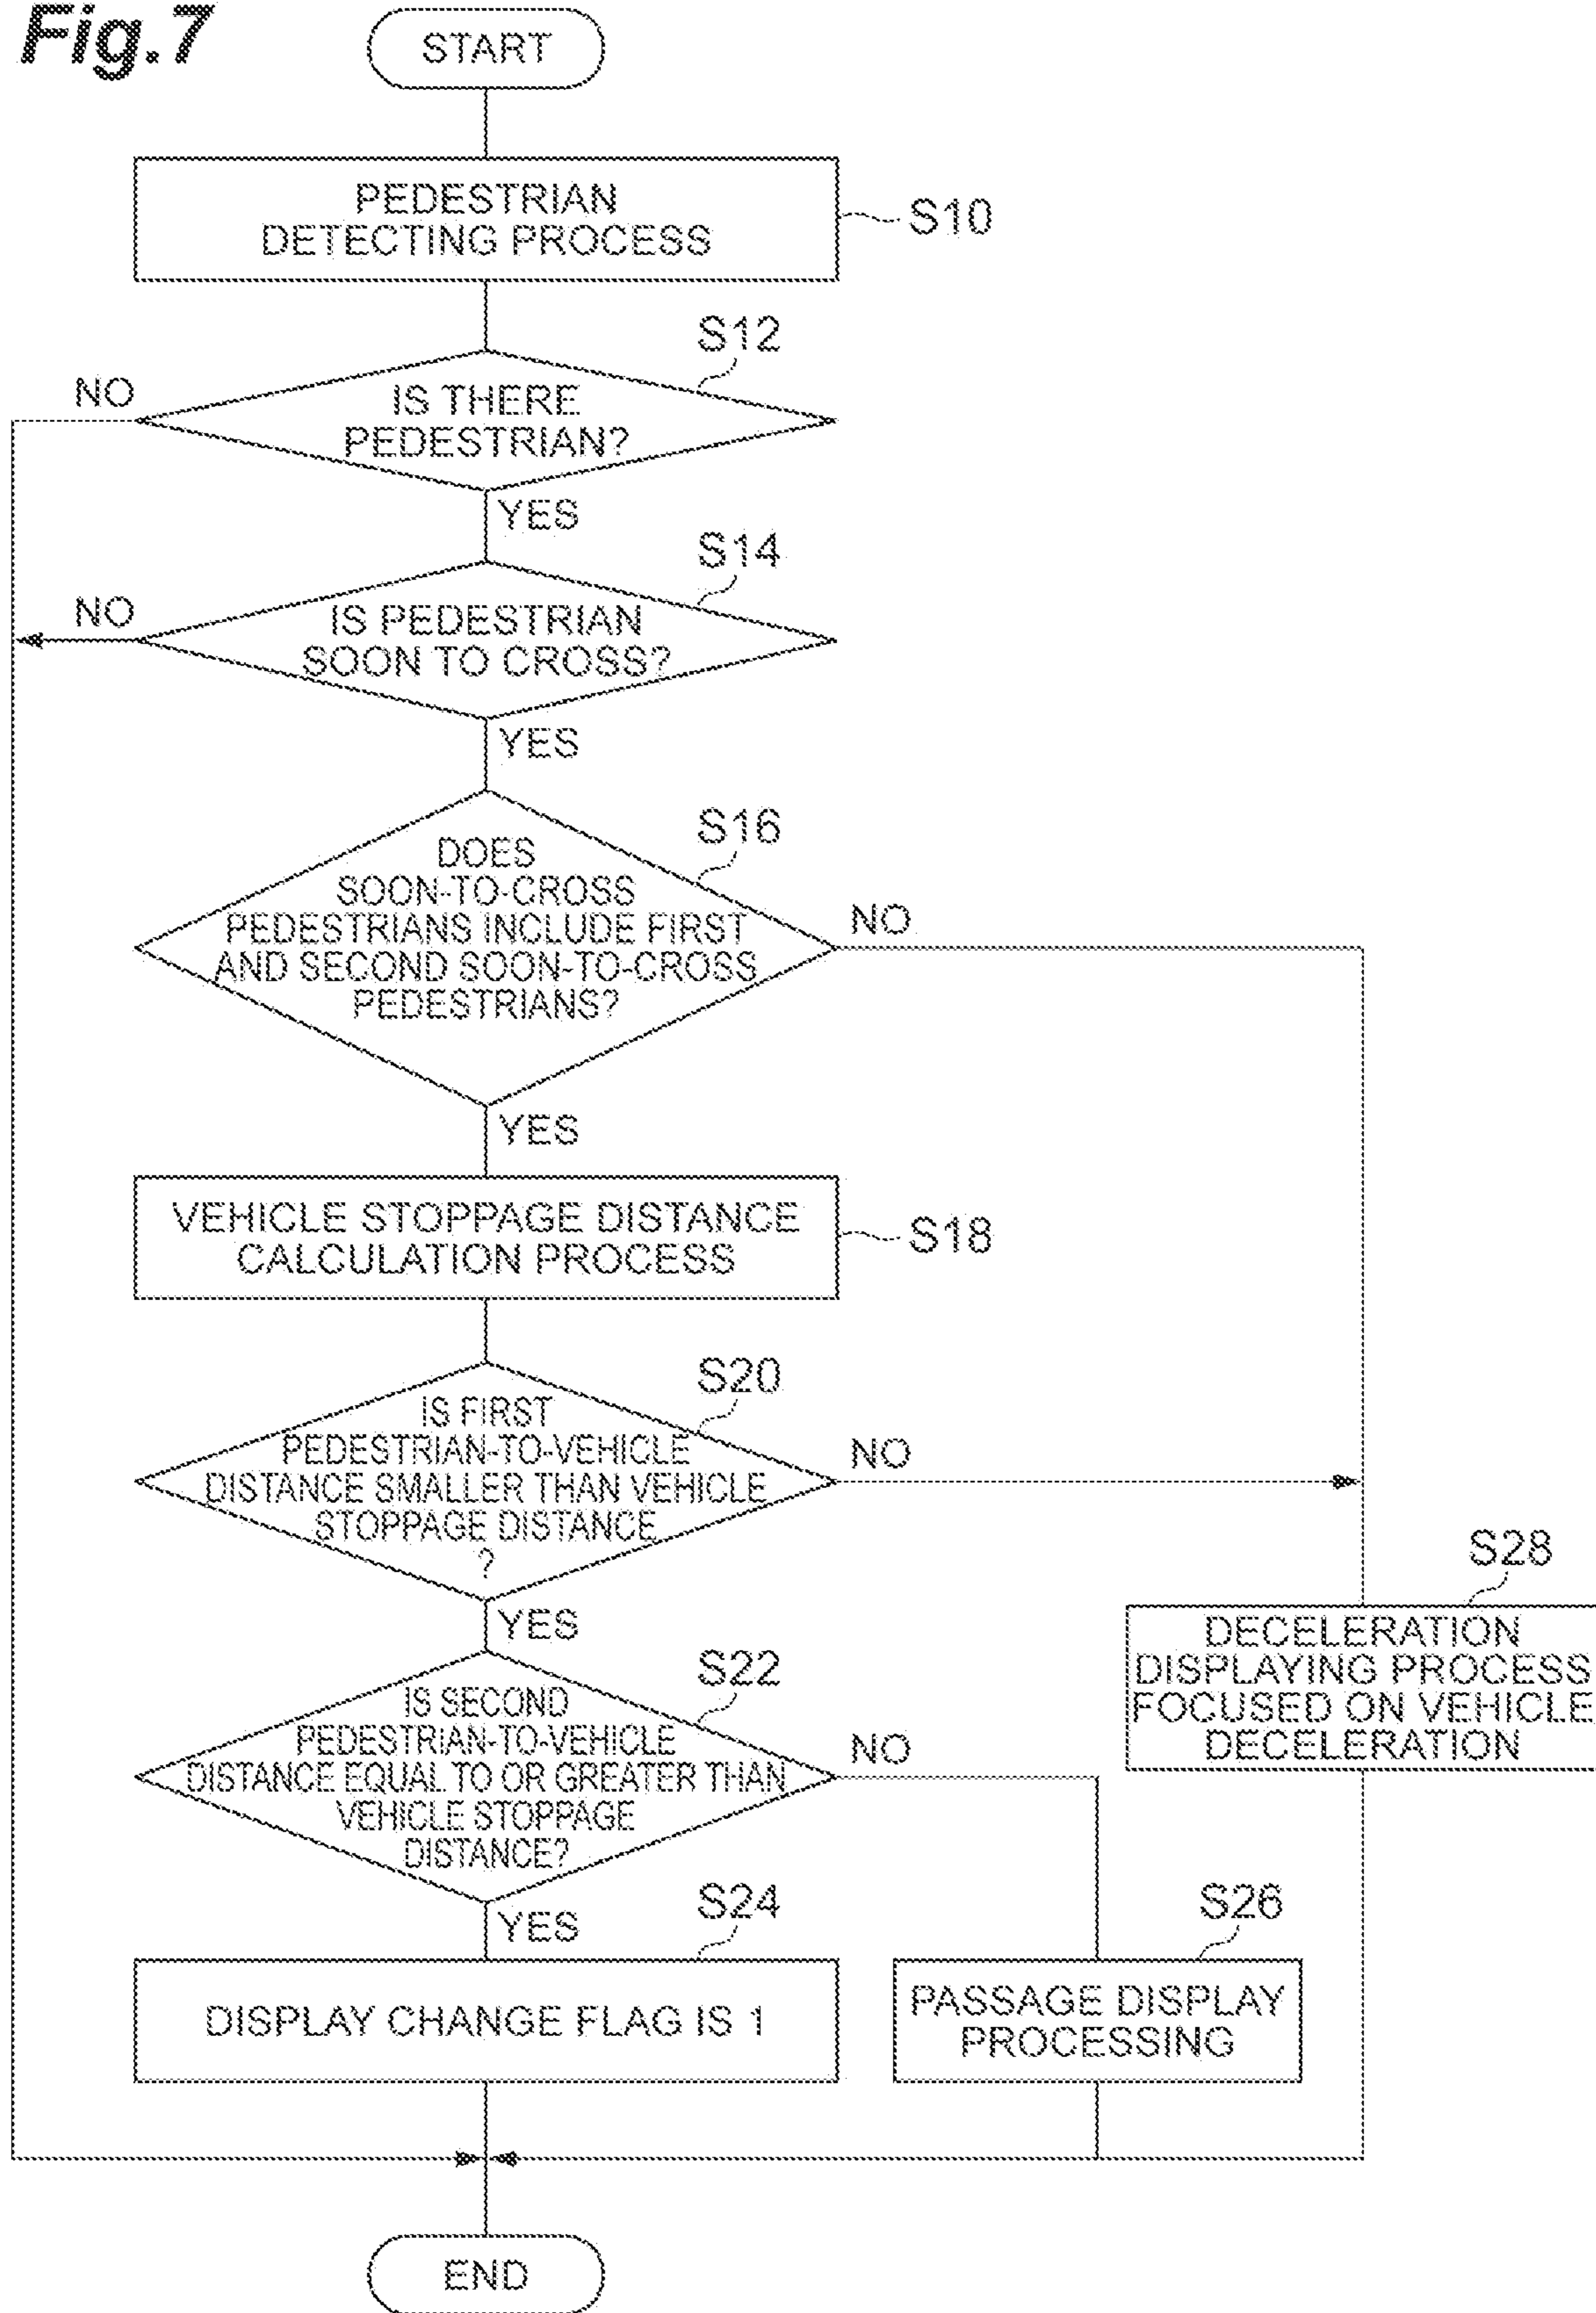 Fig.7
START
PEDESTRIAN
DETECTING PROCESS
S10
S12
NO
IS THERE
PEDESTRIAN?
YES
S14
NO
IS PEDESTRIAN
SOON TO CROSS?
YES
S16
DOES
SOON-TO-CROSS
PEDESTRIANS INCLUDE FIRST
AND SECOND SOON-TO-CROSS
PEDESTRIANS?
NO
YES
VEHICLE STOPPAGE DISTANCE
CALCULATION PROCESS
S18
S20
IS FIRST
PEDESTRIAN-TO-VEHICLE
DISTANCE SMALLER THAN VEHICLE
STOPPAGE DISTANCE
?
NO
YES
S28
DECELERATION
DISPLAYING PROCESS
FOCUSED ON VEHICLE
DECELERATION
S22
IS SECOND
PEDESTRIAN-TO-VEHICLE
DISTANCE EQUAL TO OR GREATER THAN
VEHICLE STOPPAGE
DISTANCE?
NO
YES
S24
DISPLAY CHANGE FLAG IS 1
S26
PASSAGE DISPLAY
PROCESSING
END